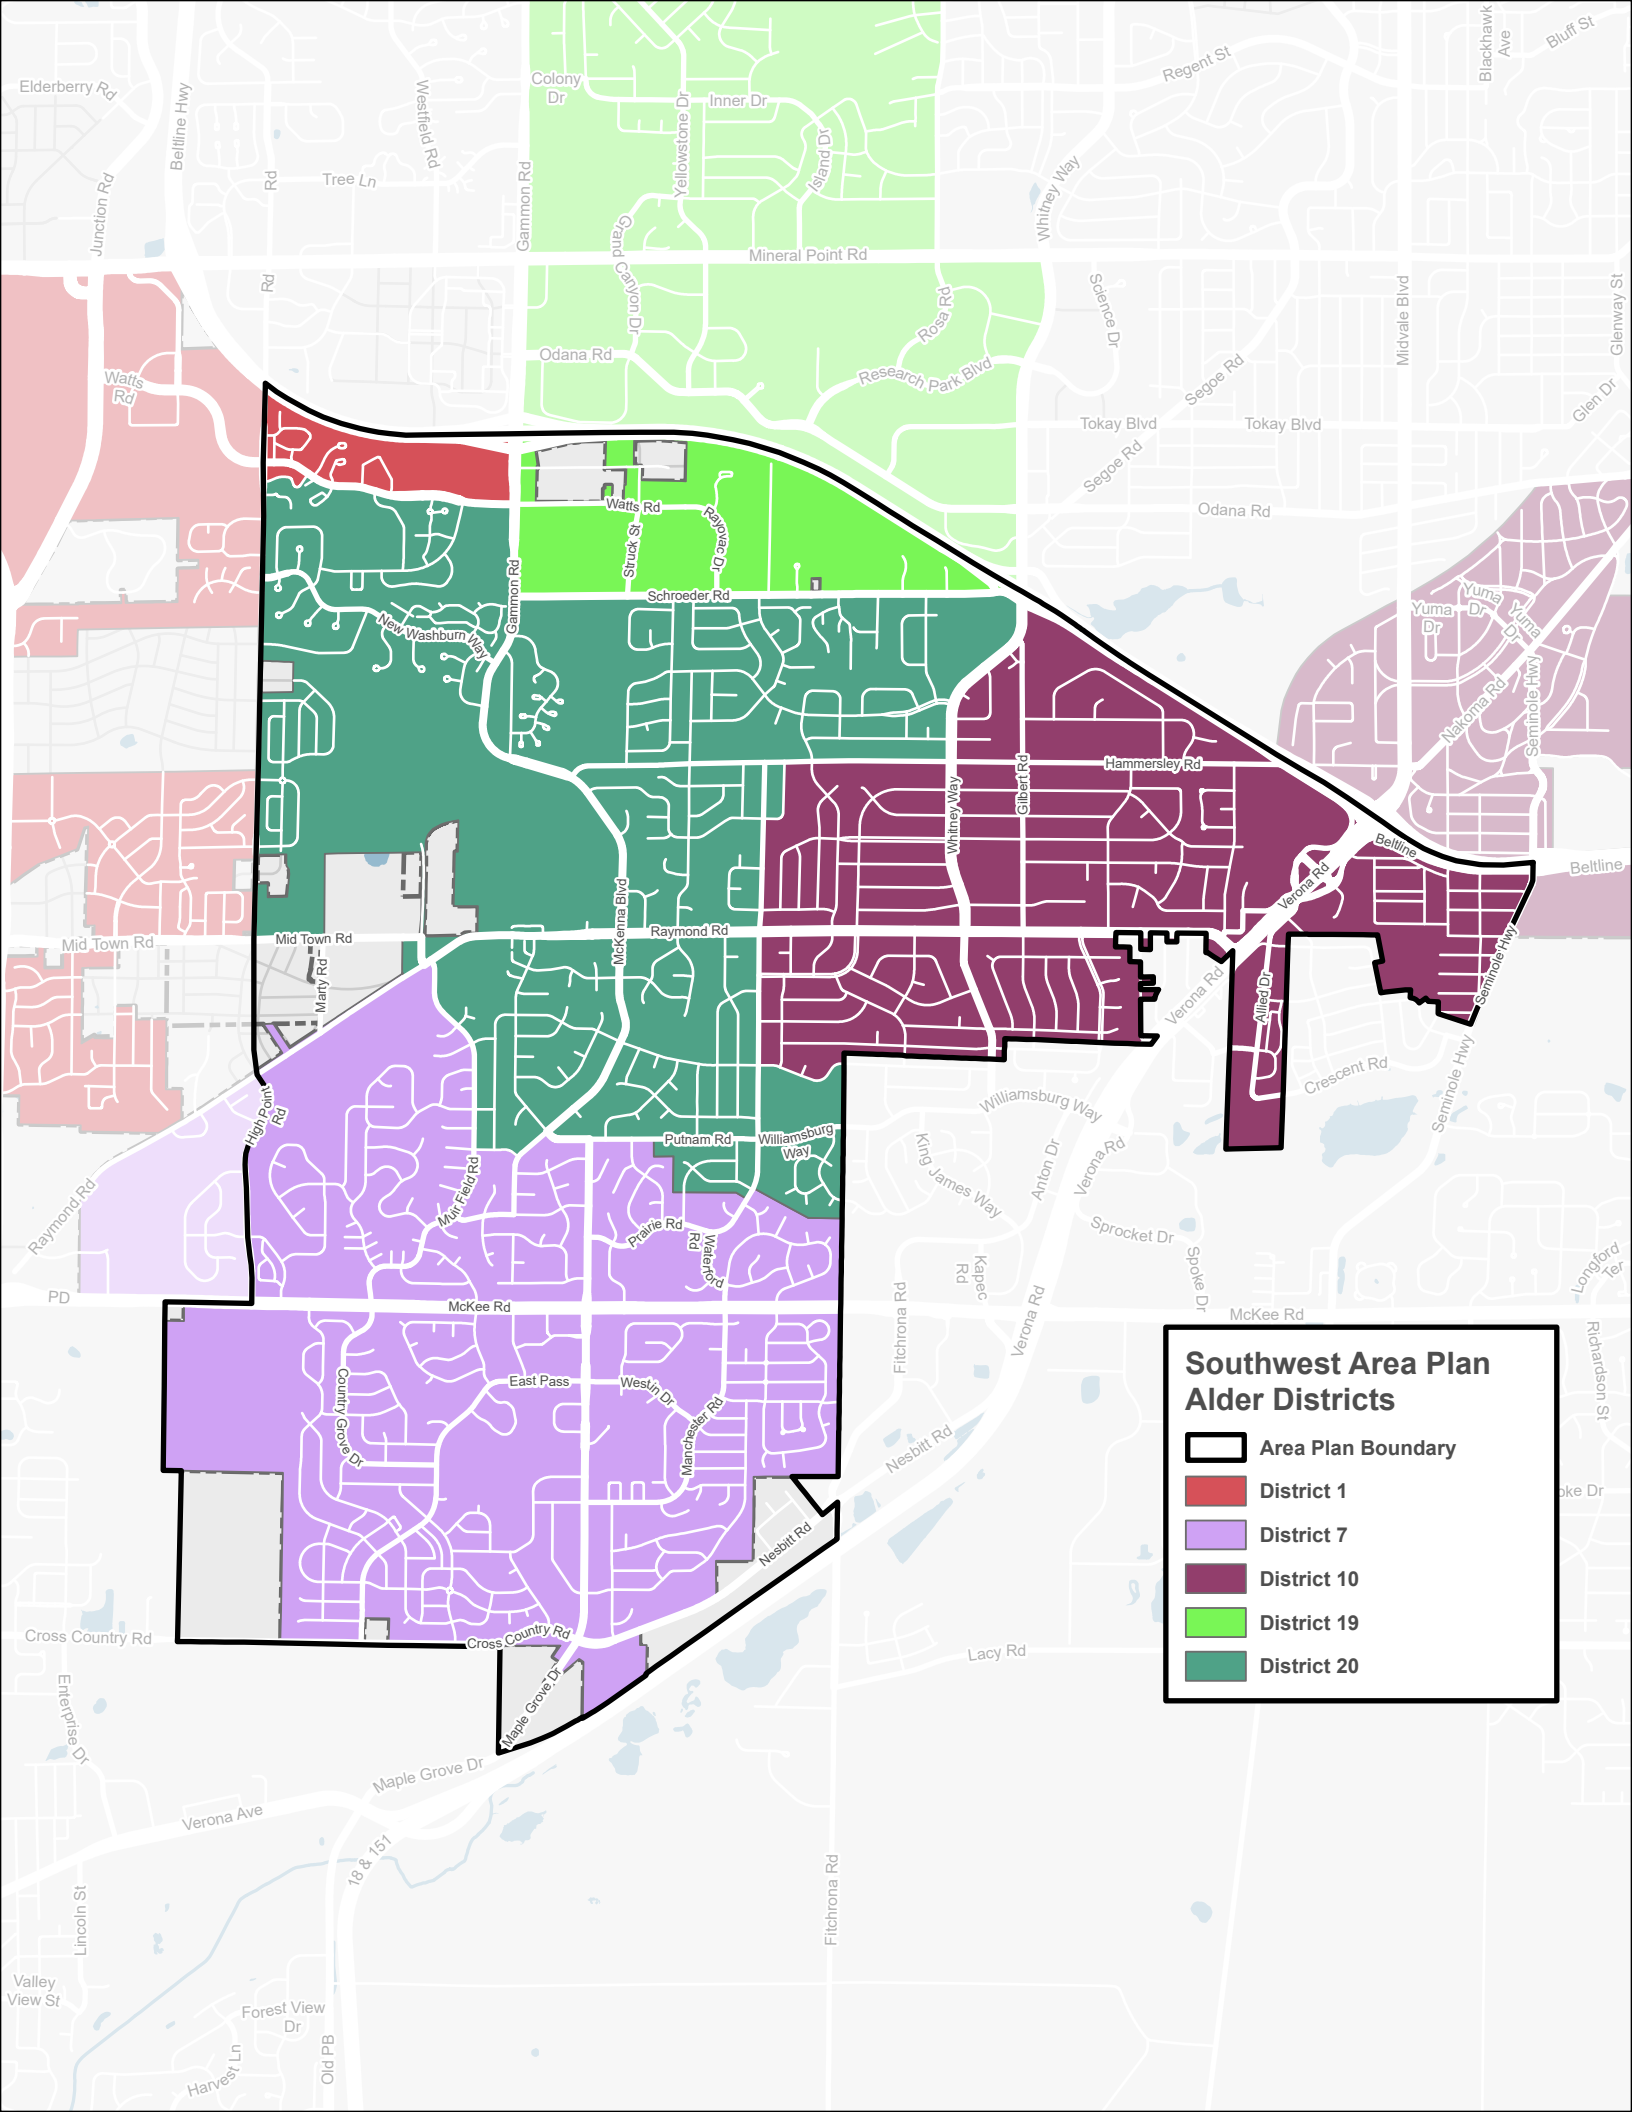 Elderberry Rd
Beltline Hwy
Westfield Rd
Colony
Dr
Yellowstone Dr
Inner Dr
Island Dr
Regent St
Blackhawk
Ave
Bluff St
Junction Rd
Rd
Tree Ln
Gammon Rd
Grand Canyon Dr
Whitney Way
Mineral Point Rd
Rd
Science Dr
Midvale Blvd
Glenway St
Rosa Rd
Odana Rd
Research Park Blvd
Segoe Rd
Watts
Rd
Tokay Blvd
Tokay Blvd
Glen Dr
Segoe Rd
Odana Rd
Watts Rd
Struck St
Rayovac Dr
Gammon Rd
Schroeder Rd
New Washburn Way
Yuma
Dr
Yuma
Dr
Yuma
Dr
Nakoma Rd
Seminole Hwy
Hammersley Rd
Gilbert Rd
Whitney Way
Beltline
Beltline
Verona Rd
McKenna Blvd
Raymond Rd
Mid Town Rd
Mid Town Rd
Marty Rd
Verona Rd
Allied Dr
Seminole Hwy
Seminole Hwy
Crescent Rd
High Point
Rd
Williamsburg Way
Putnam Rd
Williamsburg
Way
King James Way
Anton Dr
Verona Rd
Raymond Rd
Muir Field Rd
Prairie Rd
Waterford
Rd
Sprocket Dr
Spoke Dr
Kapec
Rd
Longford
Ter
PD
McKee Rd
Fitchrona Rd
Verona Rd
McKee Rd
Richardson St
Country Grove Dr
East Pass
Westin Dr
Manchester Rd
Nesbitt Rd
Nesbitt Rd
oke Dr
Southwest Area Plan
Alder Districts
Area Plan Boundary
District 1
District 7
District 10
District 19
District 20
Cross Country Rd
Cross Country Rd
Lacy Rd
Enterprise Dr
Maple Grove Dr
Maple Grove Dr
Verona Ave
18 & 151
Fitchrona Rd
Lincoln St
Valley
View St
Forest View
Dr
Old PB
Harvest Ln